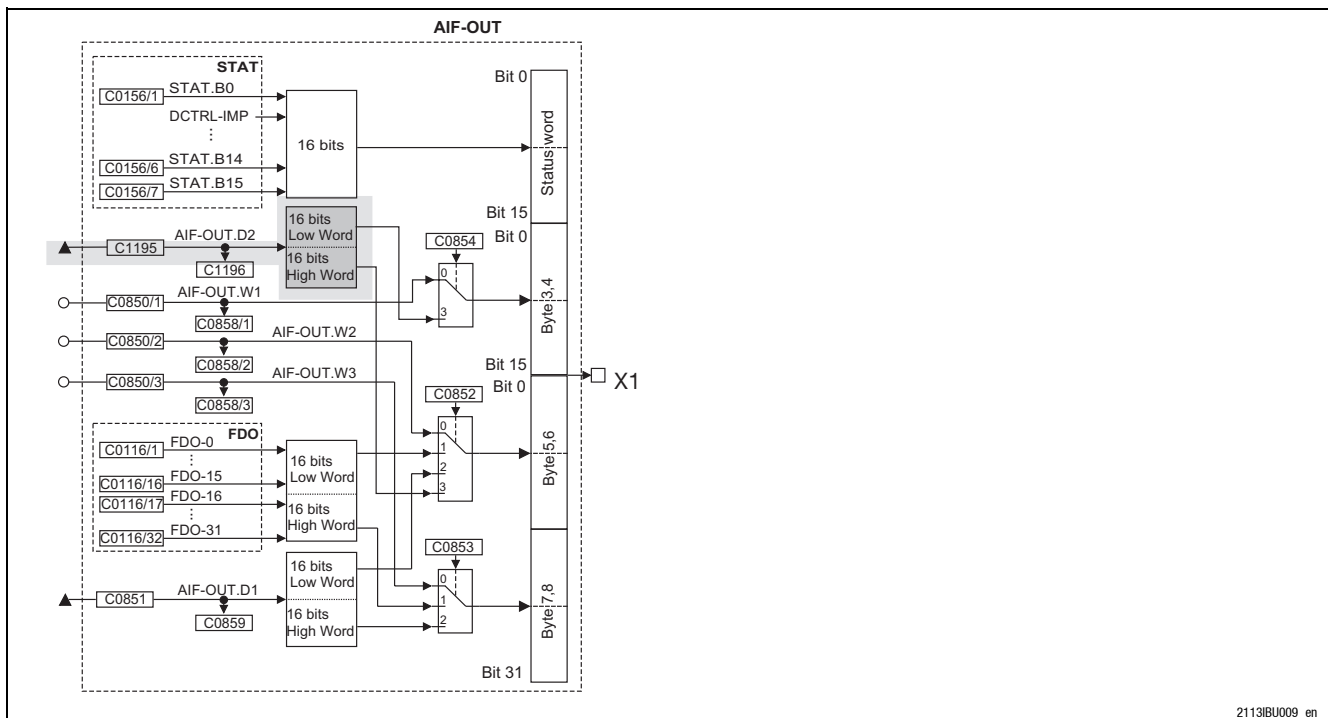 AIF-OUT
STAT
C0156/1
STAT.B0
DCTRL-IMP
C0156/6
STAT.B14
C0156/7
STAT.B15
16 bits
Bit 0
Status word
Bit 15
C1195
AIF-OUT.D2
C1196
16 bits
Low Word
16 bits
High Word
C0854
0
3
Bit 0
Byte 3,4
Bit 15
C0850/1
AIF-OUT.W1
C0858/1
C0850/2
AIF-OUT.W2
C0858/2
C0850/3
AIF-OUT.W3
C0858/3
X1
C0852
0
1
2
3
Bit 0
Byte 5,6
FDO
C0116/1
FDO-0
C0116/16
FDO-15
C0116/17
FDO-16
C0116/32
FDO-31
16 bits
Low Word
16 bits
High Word
C0853
0
1
2
Byte 7,8
Bit 31
C0851
AIF-OUT.D1
C0859
16 bits
Low Word
16 bits
High Word
2113IBU009_en